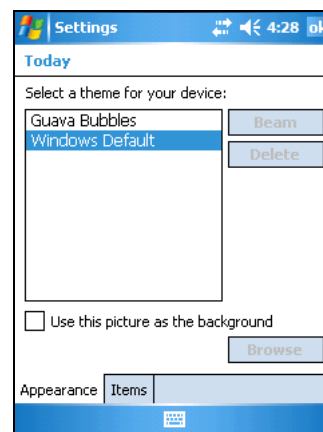 Settings 4:28 ok
Today
Select a theme for your device:
Guava Bubbles
Beam
Windows Default
Delete
Use this picture as the background
Browse
Appearance Items